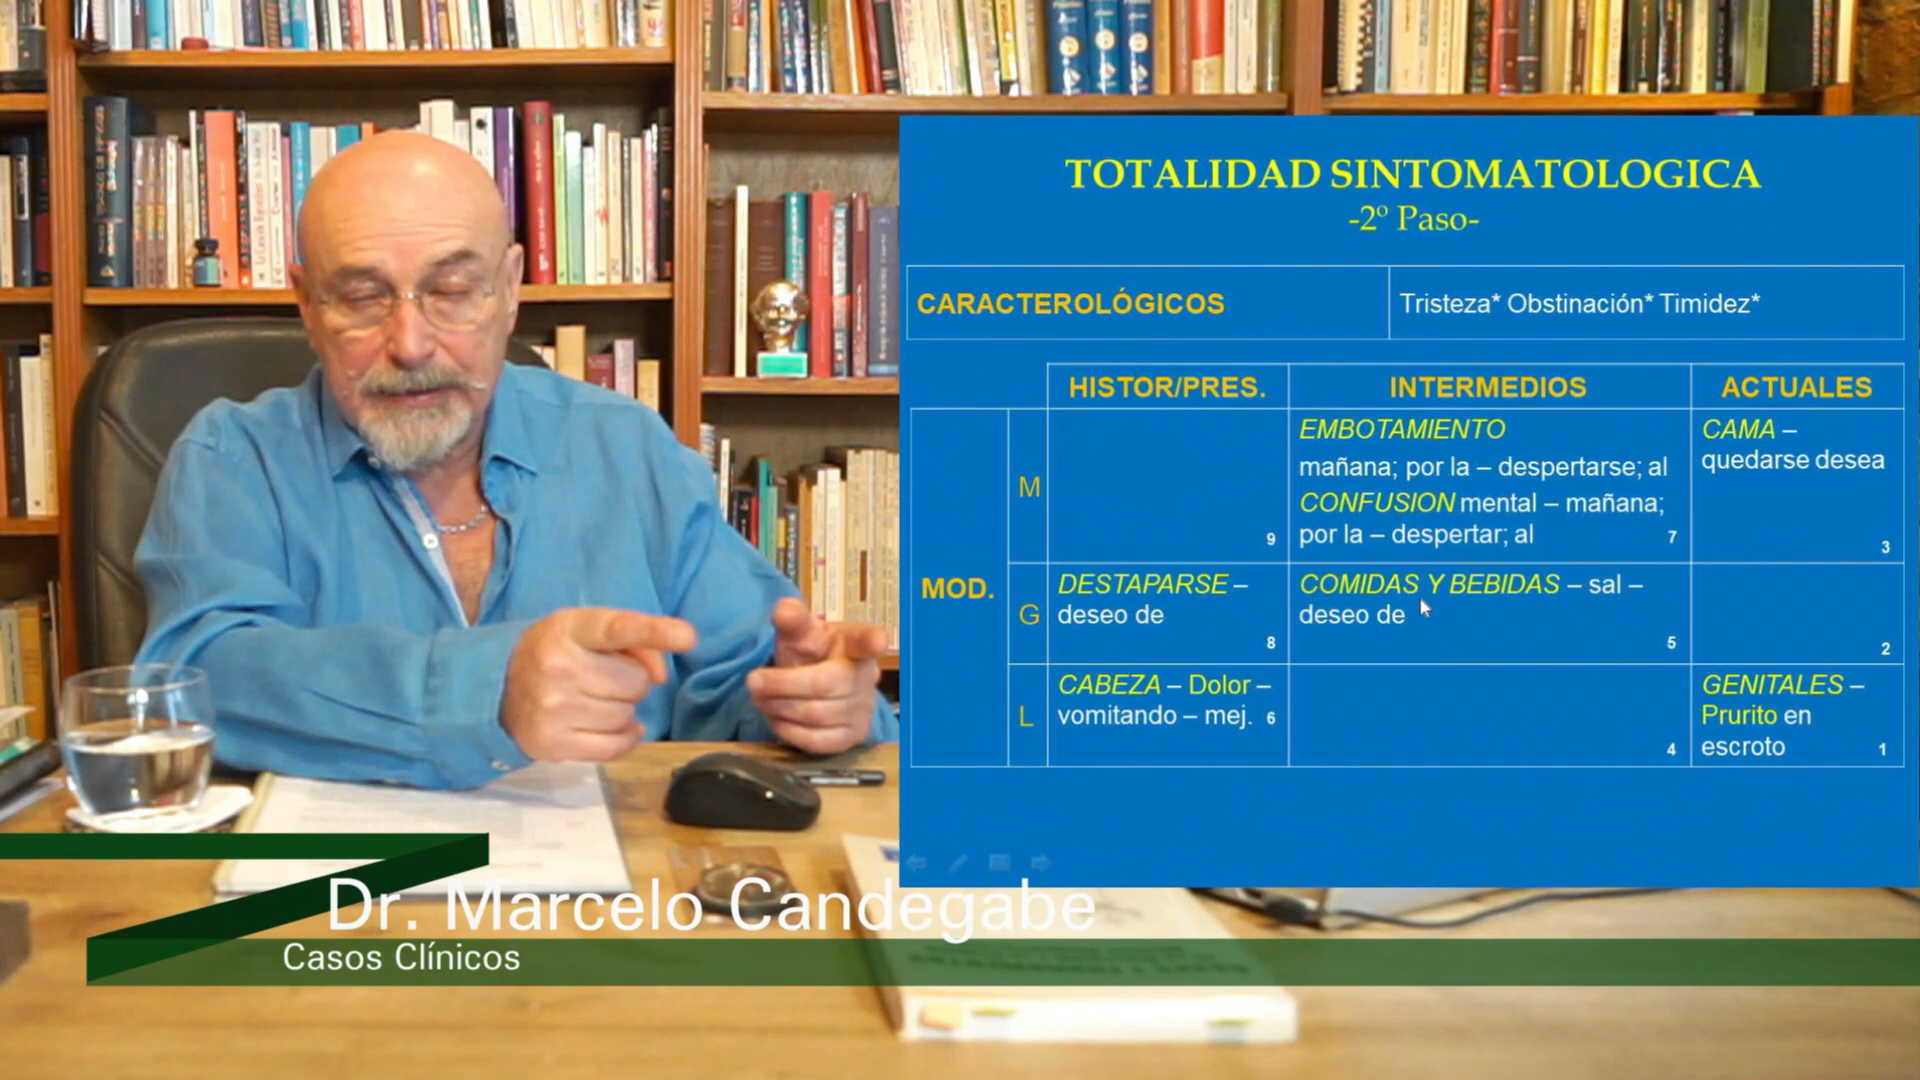 TOTALIDAD SINTOMATOLOGICA
-2º Paso-
CARACTEROLÓGICOS
Tristeza* Obstinación* Timidez*
HISTOR/PRES.
INTERMEDIOS
ACTUALES
MOD.
M
9
EMBOTAMIENTO
mañana; por la – despertarse; al
CONFUSION mental – mañana;
por la – despertar; al 7
CAMA –
quedarse desea
3
G
DESTAPARSE –
deseo de
8
COMIDAS Y BEBIDAS – sal –
deseo de
5
2
L
CABEZA – Dolor –
vomitando – mej. 6
4
GENITALES –
Prurito en
escroto 1
Dr. Marcelo Candegabe
Casos Clínicos